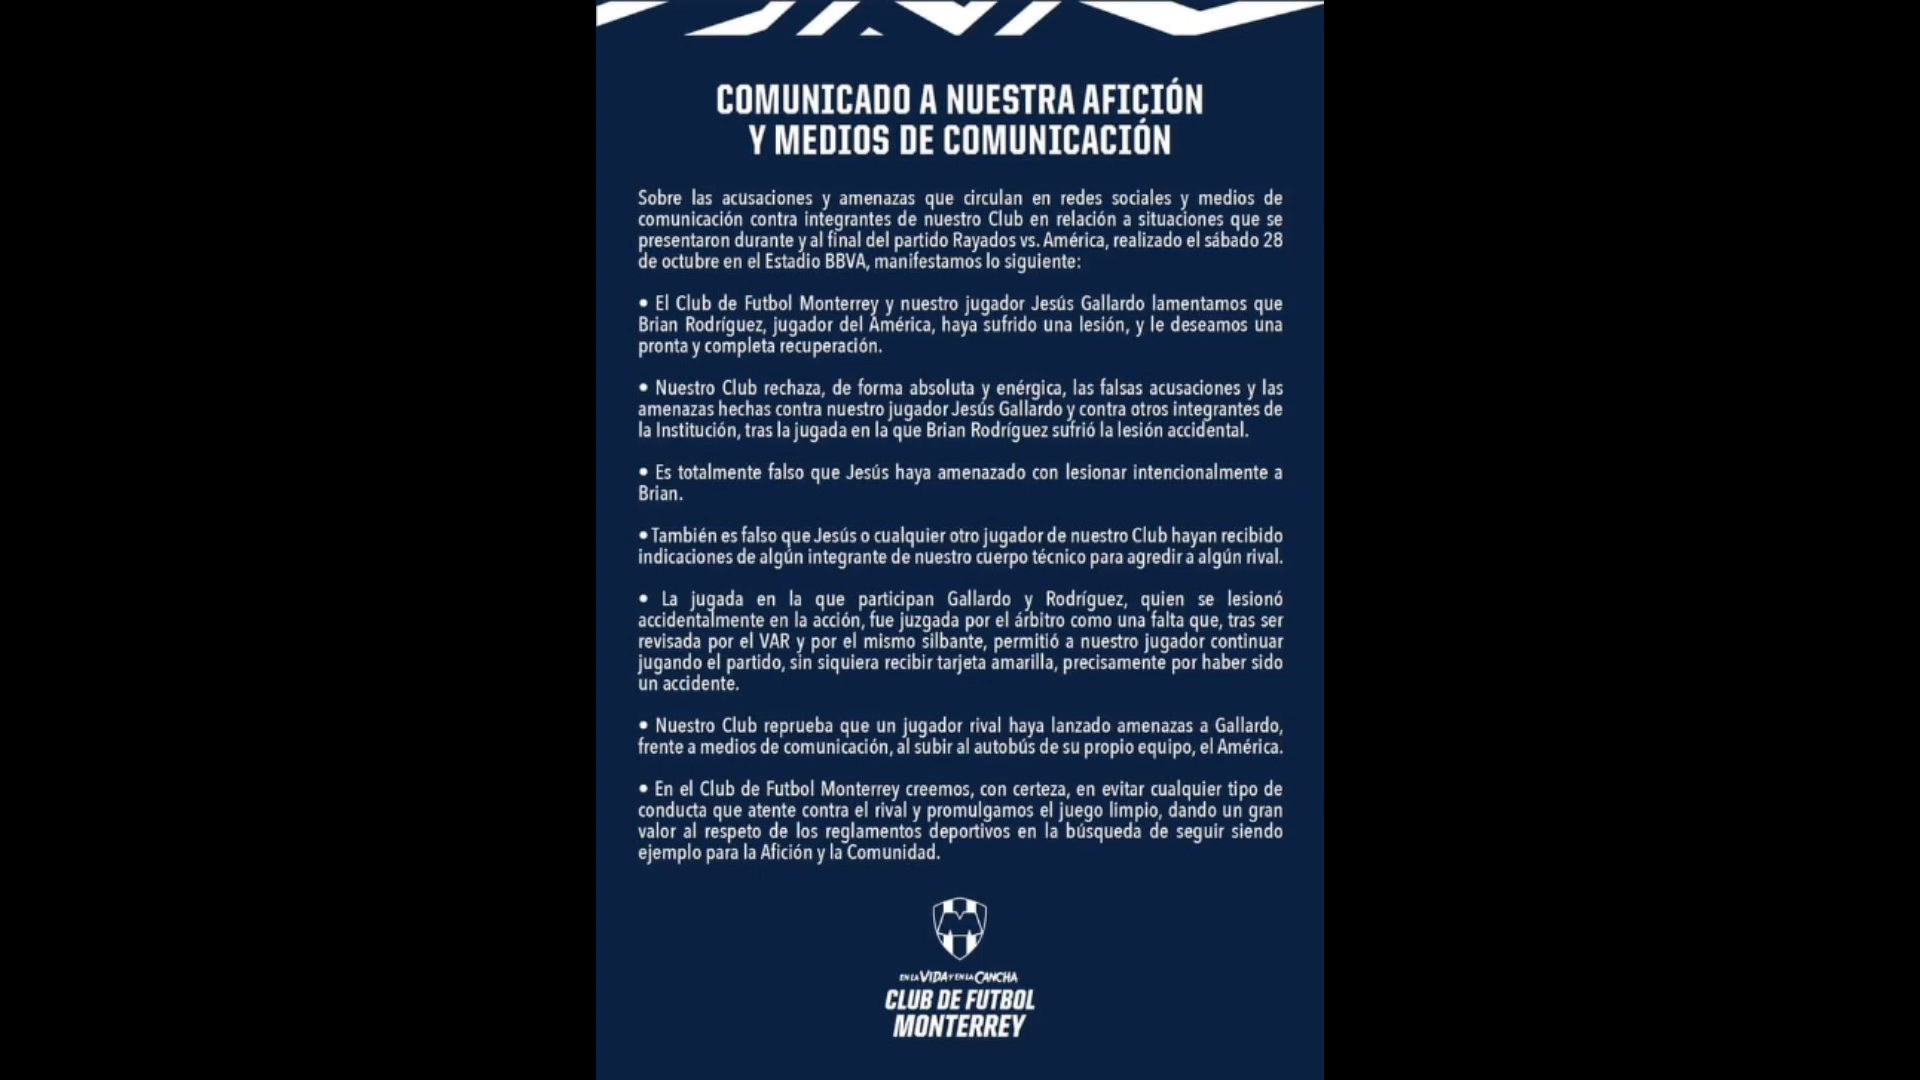 COMUNICADO A NUESTRA AFICIÓN
Y MEDIOS DE COMUNICACIÓN
Sobre las acusaciones y amenazas que circulan en redes sociales y medios de
comunicación contra integrantes de nuestro Club en relación a situaciones que se
presentaron durante y al final del partido Rayados vs. América, realizado el sábado 28
de octubre en el Estadio BBVA, manifestamos lo siguiente:
• El Club de Futbol Monterrey y nuestro jugador Jesús Gallardo lamentamos que
Brian Rodríguez, jugador del América, haya sufrido una lesión, y le deseamos una
pronta y completa recuperación.
• Nuestro Club rechaza, de forma absoluta y enérgica, las falsas acusaciones y las
amenazas hechas contra nuestro jugador Jesús Gallardo y contra otros integrantes de
la Institución, tras la jugada en la que Brian Rodríguez sufrió la lesión accidental.
• Es totalmente falso que Jesús haya amenazado con lesionar intencionalmente a
Brian.
• También es falso que Jesús o cualquier otro jugador de nuestro Club hayan recibido
indicaciones de algún integrante de nuestro cuerpo técnico para agredir a algún rival.
• La jugada en la que participan Gallardo y Rodríguez, quien se lesionó
accidentalmente en la acción, fue juzgada por el árbitro como una falta que, tras ser
revisada por el VAR y por el mismo silbante, permitió a nuestro jugador continuar
jugando el partido, sin siquiera recibir tarjeta amarilla, precisamente por haber sido
un accidente.
• Nuestro Club reprueba que un jugador rival haya lanzado amenazas a Gallardo,
frente a medios de comunicación, al subir al autobús de su propio equipo, el América.
• En el Club de Futbol Monterrey creemos, con certeza, en evitar cualquier tipo de
conducta que atente contra el rival y promulgamos el juego limpio, dando un gran
valor al respeto de los reglamentos deportivos en la búsqueda de seguir siendo
ejemplo para la Afición y la Comunidad.
EN LA VIDA Y EN LA CANCHA
CLUB DE FUTBOL
MONTERREY